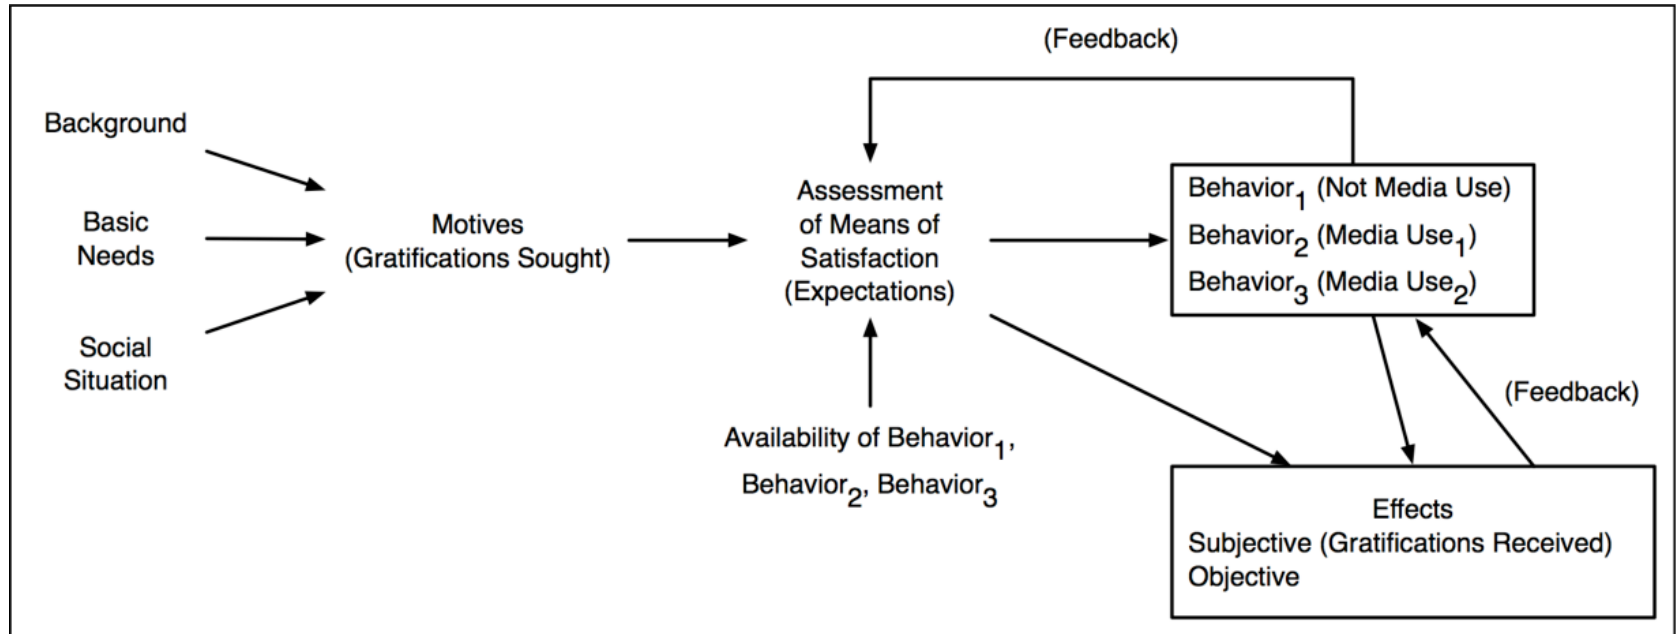 (Feedback)
Background
Basic
Needs
Social
Situation
Motives
(Gratifications Sought)
Assessment
of Means of
Satisfaction
(Expectations)
Availability of Behavior1,
Behavior2, Behavior3
Behavior1 (Not Media Use)
Behavior2 (Media Use1)
Behavior3 (Media Use2)
(Feedback)
Effects
Subjective (Gratifications Received)
Objective